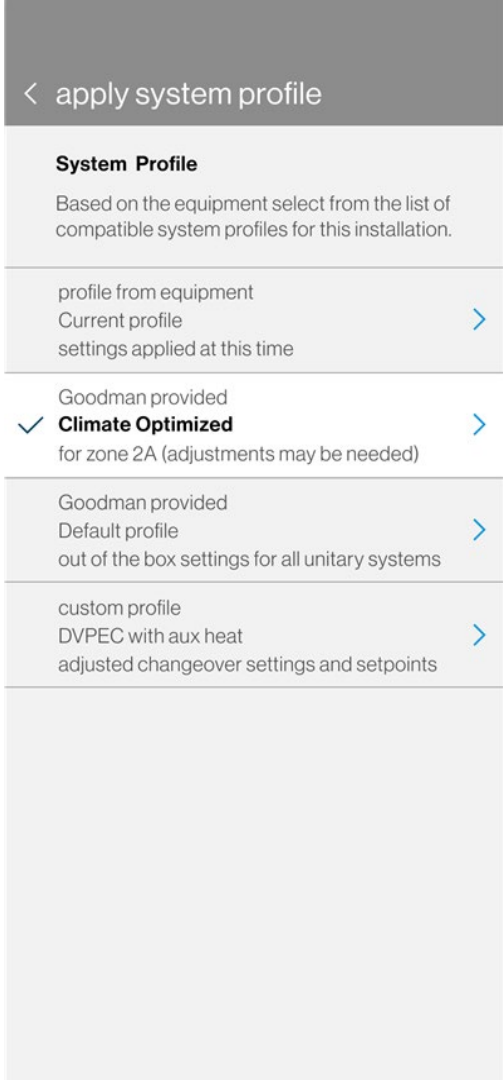 apply system profile
System Profile
Based on the equipment select from the list of
compatible system profiles for this installation.
profile from equipment
Current profile
settings applied at this time
Goodman provided
Climate Optimized
for zone 2A (adjustments may be needed)
Goodman provided
Default profile
out of the box settings for all unitary systems
custom profile
DVPEC with aux heat
adjusted changeover settings and setpoints